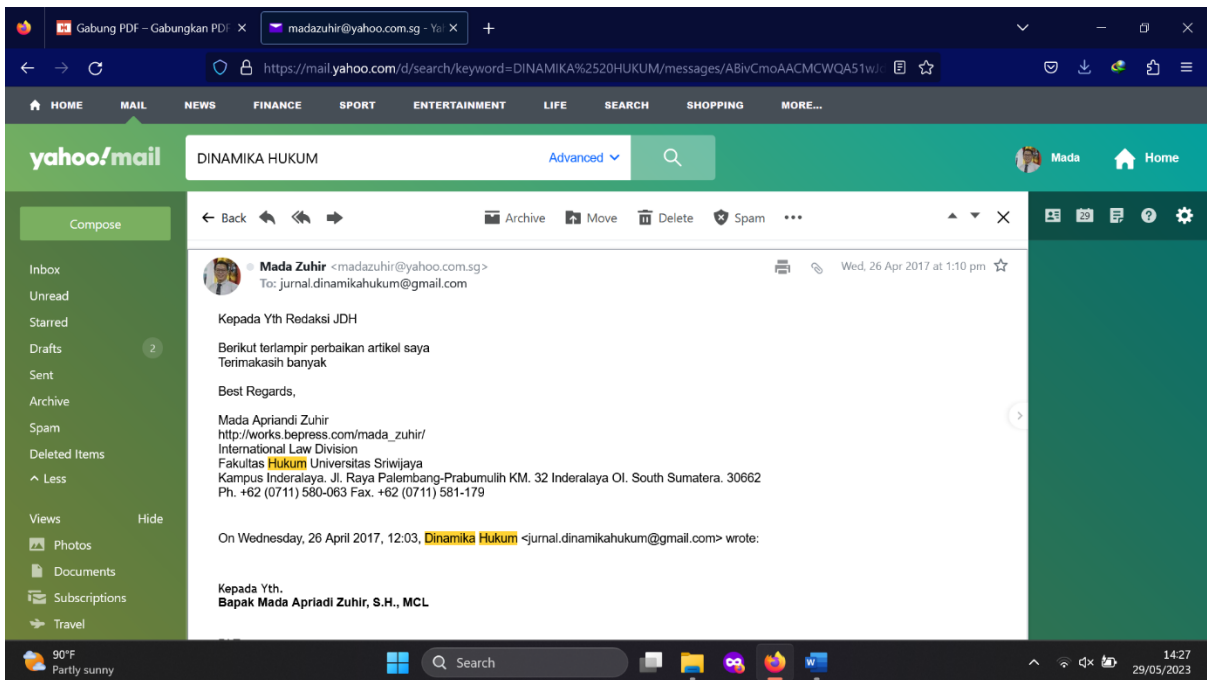 Gabung PDF – Gabungkan PDF
madazuhir@yahoo.com.sg - Ya
https://mail.yahoo.com/d/search/keyword=DINAMIKA%2520HUKUM/messages/ABivCmoAACMCWQA51wJc
HOME MAIL NEWS FINANCE SPORT ENTERTAINMENT LIFE SEARCH SHOPPING MORE...
yahoo!mail DINAMIKA HUKUM Advanced Mada Home
Compose Back Archive Move Delete Spam ••• 29
Inbox
Unread
Starred
Drafts 2
Sent
Archive
Spam
Deleted Items
Less
Views Hide
Photos
Documents
Subscriptions
Travel
Mada Zuhir <madazuhir@yahoo.com.sg> Wed, 26 Apr 2017 at 1:10 pm
To: jurnal.dinamikahukum@gmail.com
Kepada Yth Redaksi JDH
Berikut terlampir perbaikan artikel saya
Terimakasih banyak
Best Regards,
Mada Apriandi Zuhir
http://works.bepress.com/mada_zuhir/
International Law Division
Fakultas Hukum Universitas Sriwijaya
Kampus Inderalaya. Jl. Raya Palembang-Prabumulih KM. 32 Inderalaya OI. South Sumatera. 30662
Ph. +62 (0711) 580-063 Fax. +62 (0711) 581-179
On Wednesday, 26 April 2017, 12:03, Dinamika Hukum <jurnal.dinamikahukum@gmail.com> wrote:
Kepada Yth.
Bapak Mada Apriadi Zuhir, S.H., MCL
90°F
Partly sunny
Search
14:27
29/05/2023